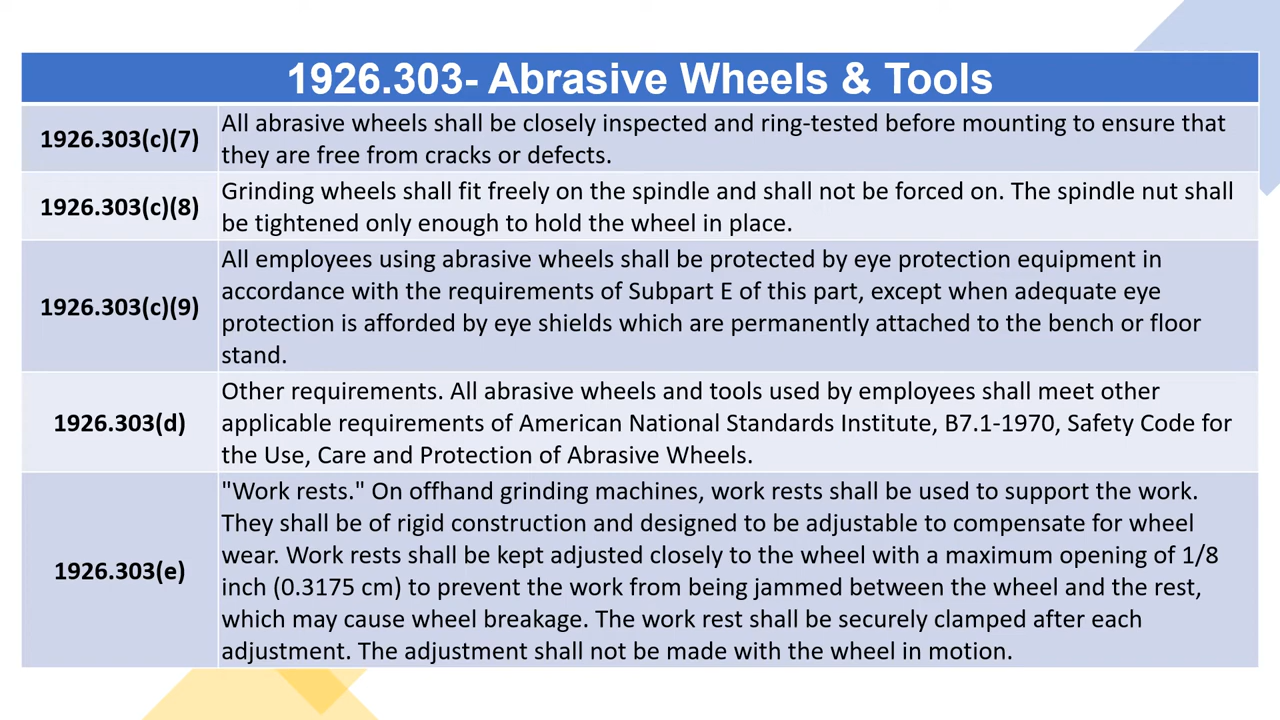 1926.303- Abrasive Wheels & Tools
1926.303(c)(7)
All abrasive wheels shall be closely inspected and ring-tested before mounting to ensure that
they are free from cracks or defects.
1926.303(c)(8)
Grinding wheels shall fit freely on the spindle and shall not be forced on. The spindle nut shall
be tightened only enough to hold the wheel in place.
1926.303(c)(9)
All employees using abrasive wheels shall be protected by eye protection equipment in
accordance with the requirements of Subpart E of this part, except when adequate eye
protection is afforded by eye shields which are permanently attached to the bench or floor
stand.
1926.303(d)
Other requirements. All abrasive wheels and tools used by employees shall meet other
applicable requirements of American National Standards Institute, B7.1-1970, Safety Code for
the Use, Care and Protection of Abrasive Wheels.
1926.303(e)
"Work rests." On offhand grinding machines, work rests shall be used to support the work.
They shall be of rigid construction and designed to be adjustable to compensate for wheel
wear. Work rests shall be kept adjusted closely to the wheel with a maximum opening of 1/8
inch (0.3175 cm) to prevent the work from being jammed between the wheel and the rest,
which may cause wheel breakage. The work rest shall be securely clamped after each
adjustment. The adjustment shall not be made with the wheel in motion.